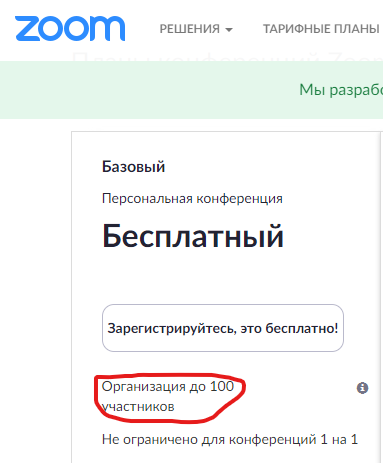 zoom РЕШЕНИЯ ТАРИФНЫЕ ПЛАНЫ
Мы разрабо
Базовый
Персональная конференция
Бесплатный
Зарегистрируйтесь, это бесплатно!
Организация до 100
участников
Не ограничено для конференций 1 на 1